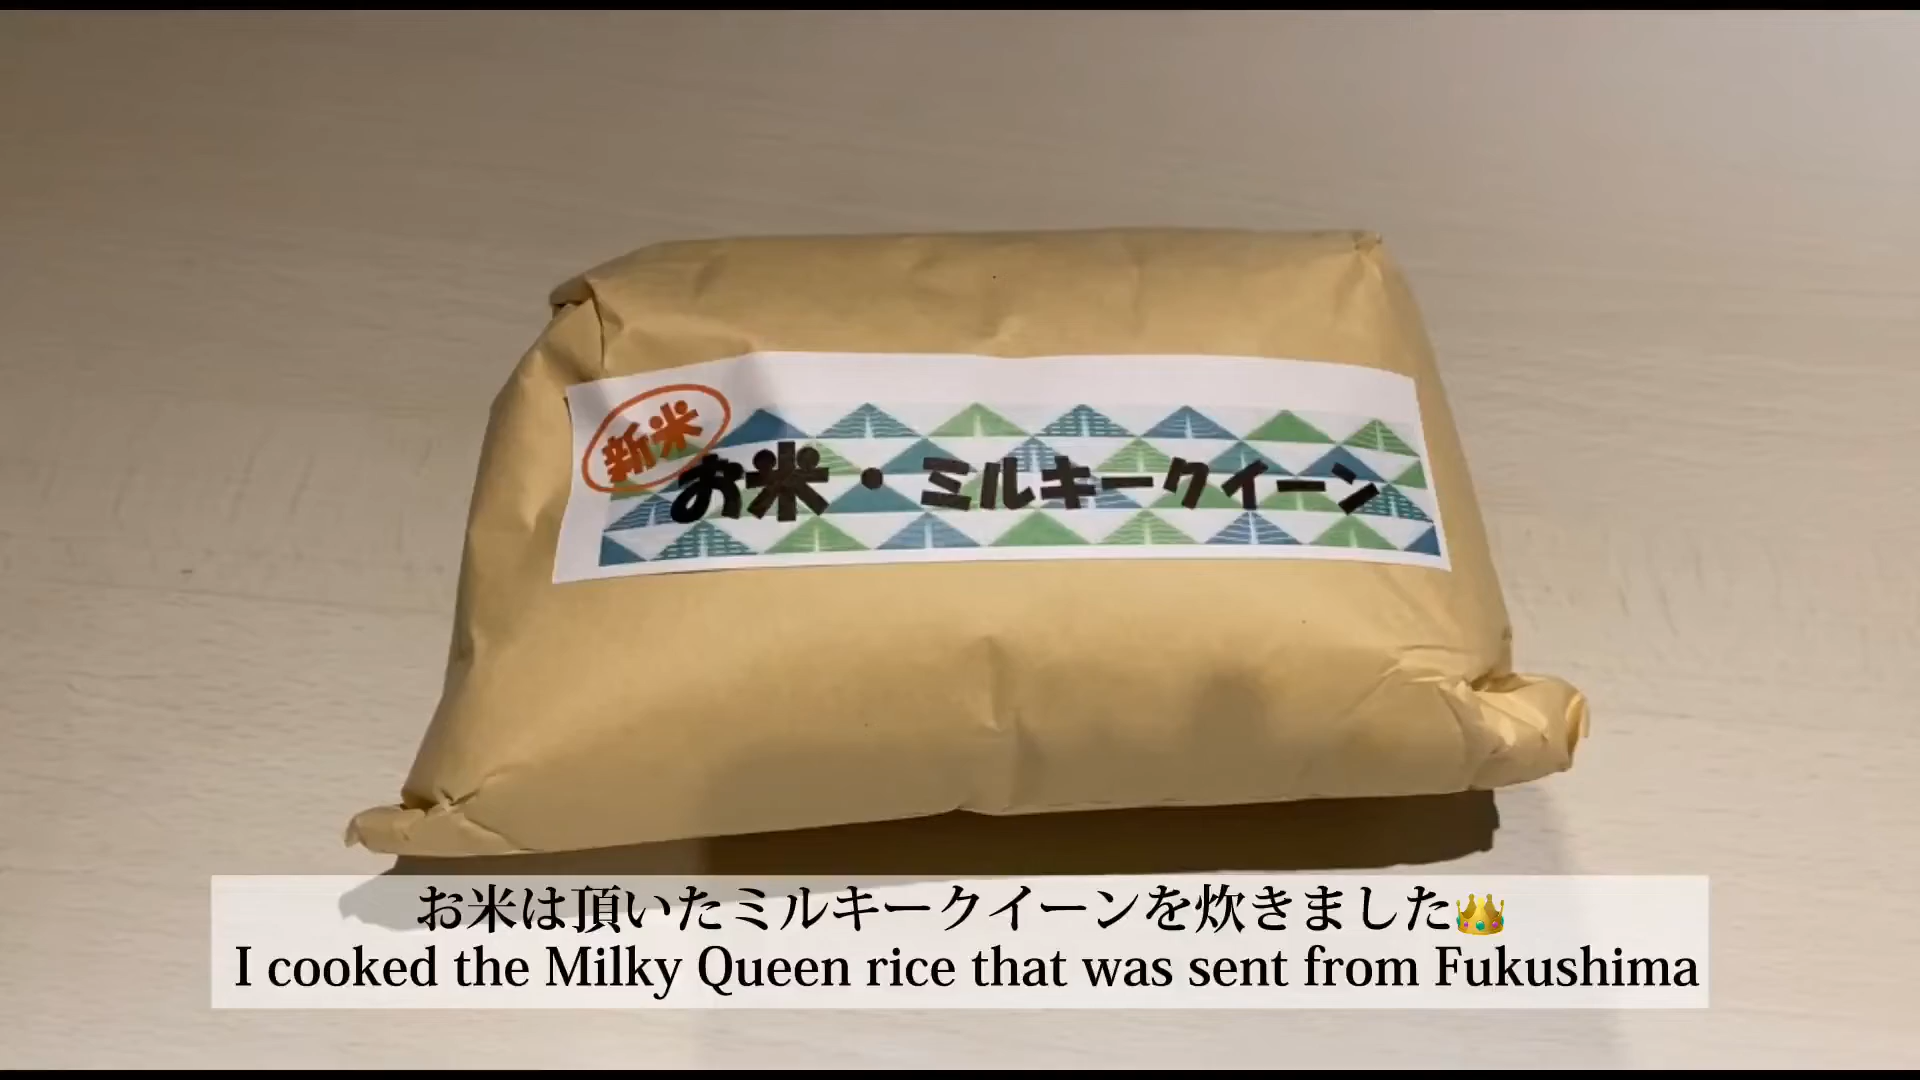 新米
お米・ミルキークイーン
お米は頂いたミルキークイーンを炊きました👑
I cooked the Milky Queen rice that was sent from Fukushima